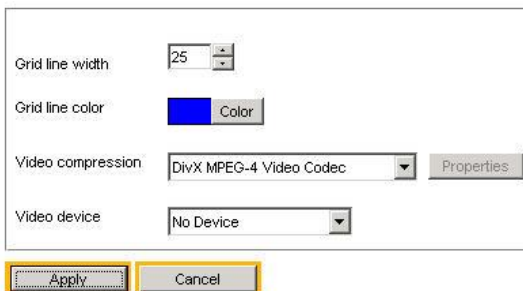 Grid line width 25
Grid line color Color
Video compression DivX MPEG-4 Video Codec Properties
Video device No Device
Apply Cancel